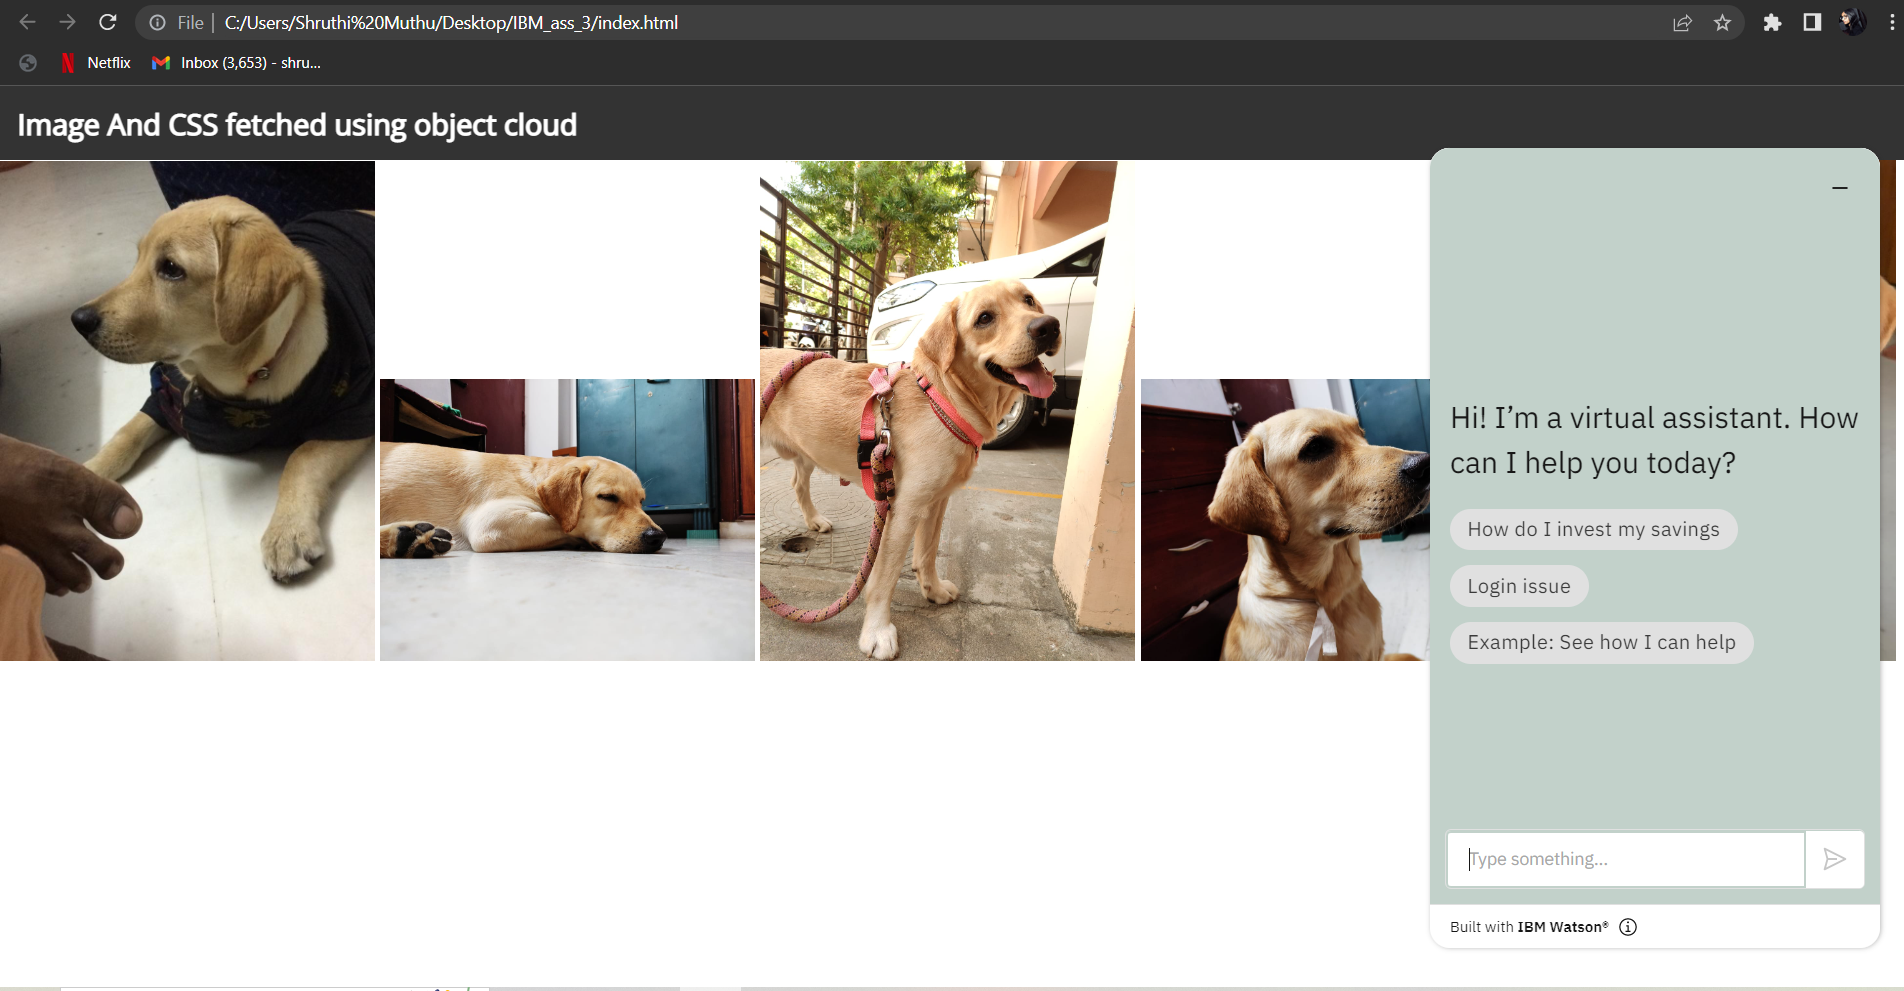 File | C:/Users/Shruthi%20Muthu/Desktop/IBM_ass_3/index.html
Netflix
Inbox (3,653) - shru...
Image And CSS fetched using object cloud
Hi! I’m a virtual assistant. How
can I help you today?
How do I invest my savings
Login issue
Example: See how I can help
Type something...
Built with IBM Watson®